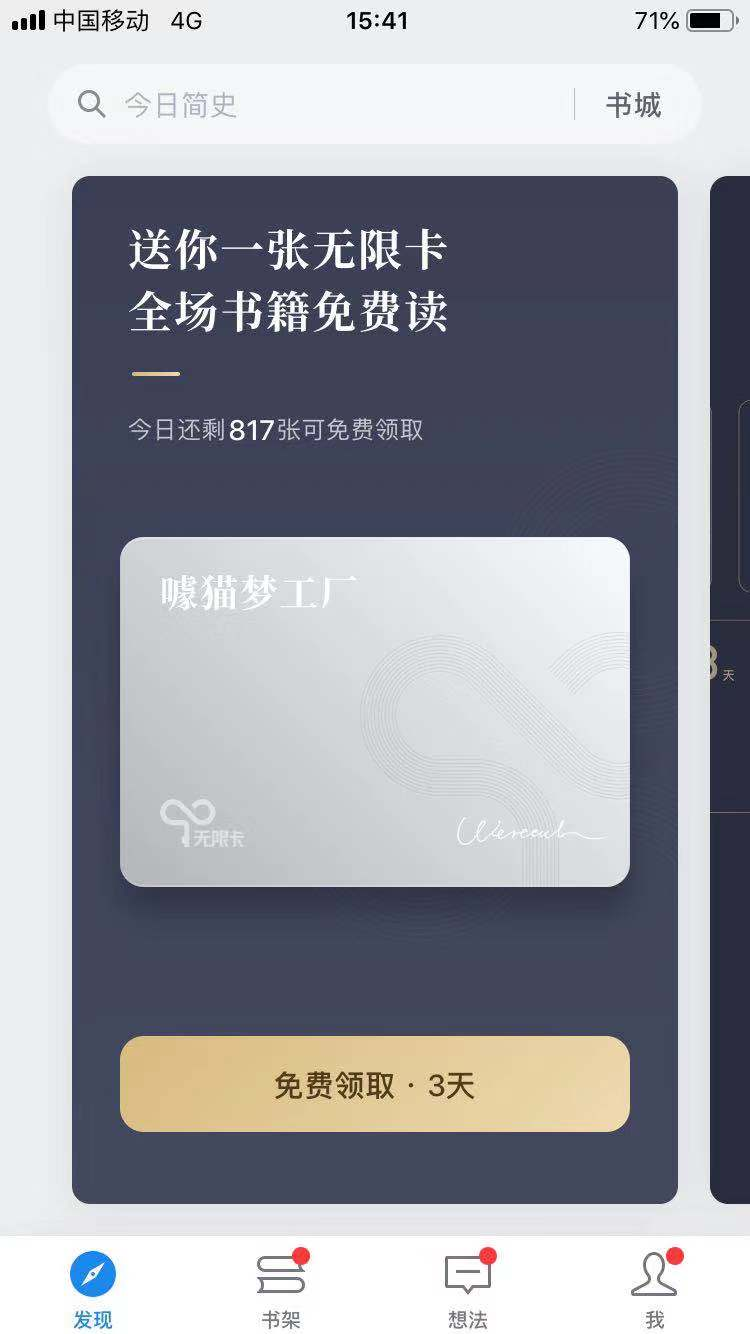 中国移动 4G 15:41 71%
今日简史 书城
送你一张无限卡
全场书籍免费读
今日还剩817张可免费领取
噱猫梦工厂
天
无限卡
免费领取 · 3天
发现 书架 想法 我